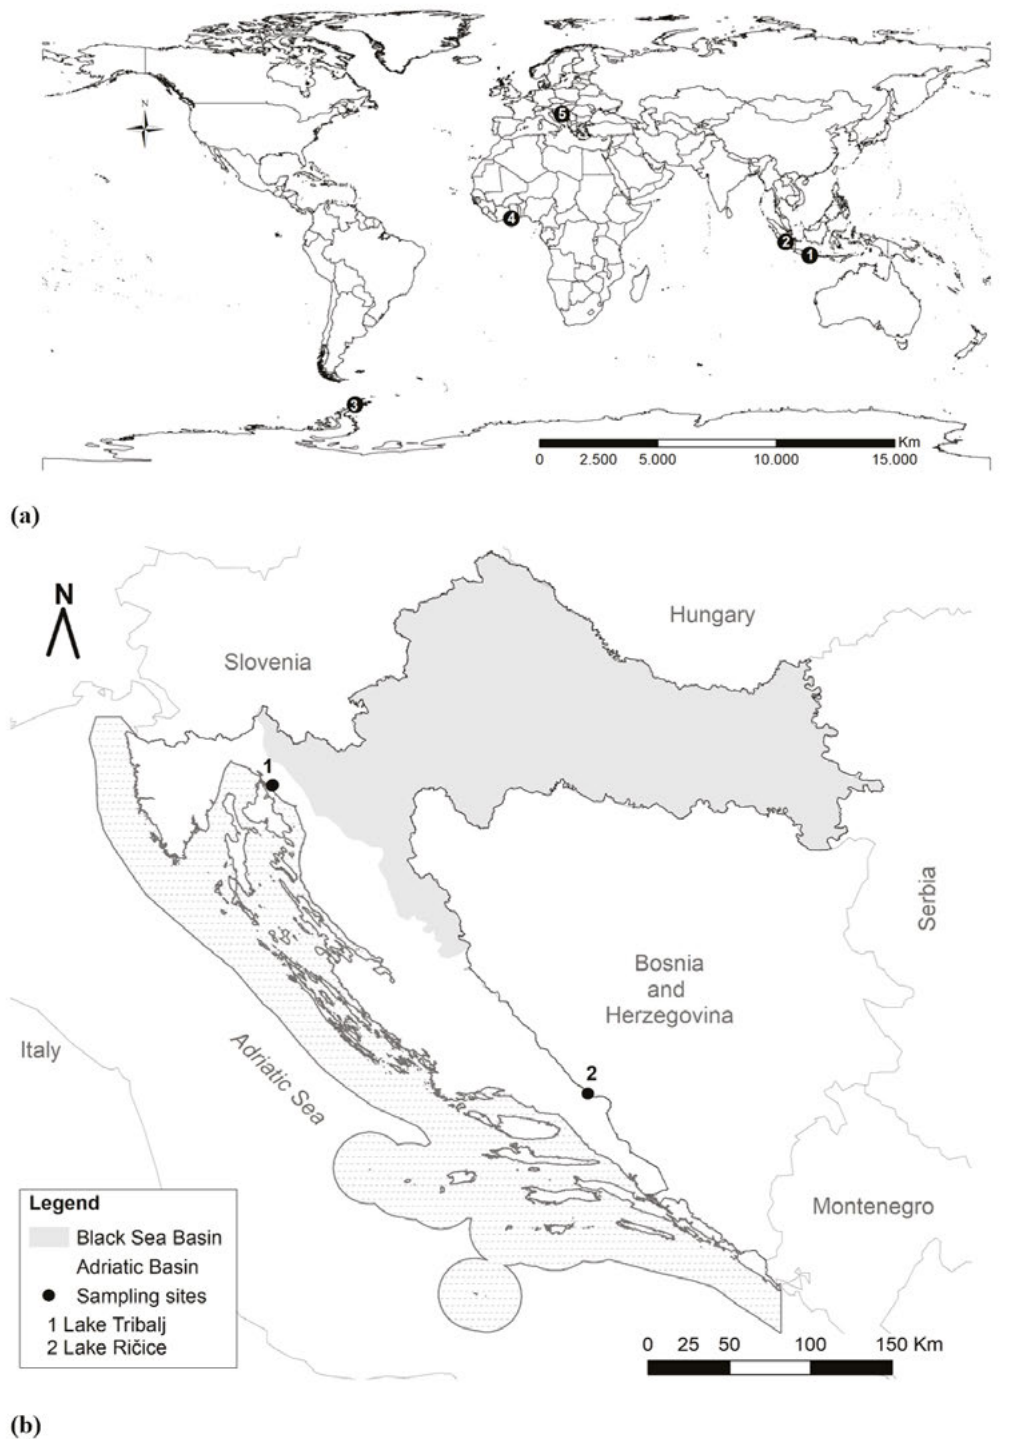 N
5
4
2
1
3
Km
0 2.500 5.000 10.000 15.000
(a)
N
Hungary
Slovenia
1
Serbia
Bosnia
and
Herzegovina
Italy
Adriatic Sea
2
Montenegro
Legend
Black Sea Basin
Adriatic Basin
Sampling sites
1 Lake Tribalj
2 Lake Ričice
0 25 50 100 150 Km
(b)